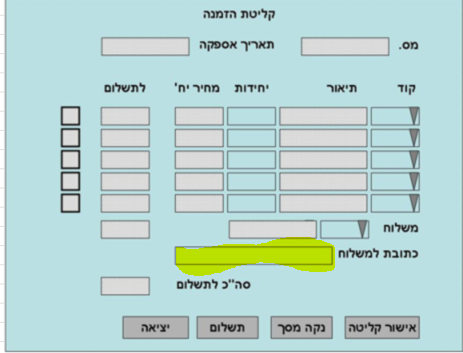 קליטת הזמנה
מס. תאריך אספקה
קוד תיאור יחידות מחיר יח' לתשלום
משלוח
כתובת למשלוח
סה"כ לתשלום
אישור קליטה נקה מסך תשלום יציאה